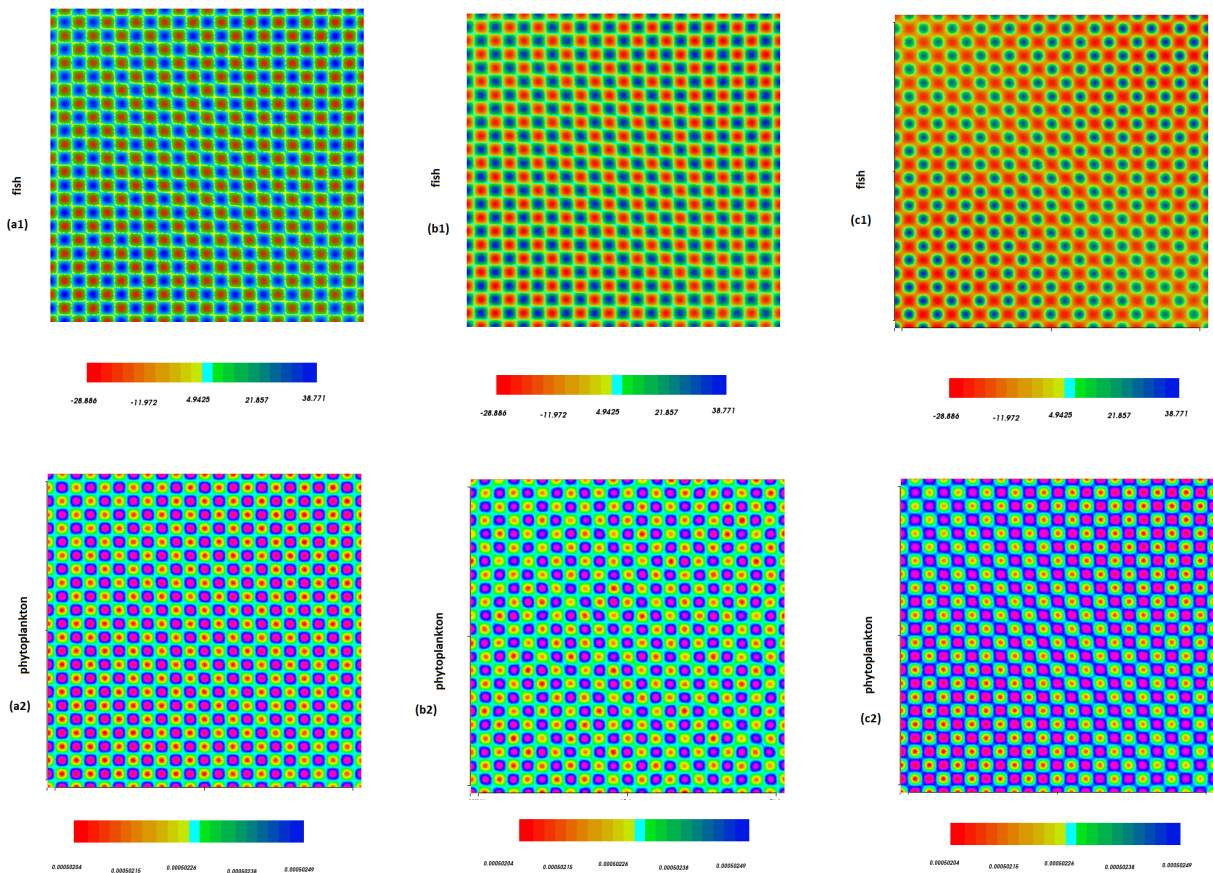 fish
(a1)
-28.886 -11.972 4.9425 21.857 38.771
fish
(b1)
-28.886 -11.972 4.9425 21.857 38.771
fish
(c1)
-28.886 -11.972 4.9425 21.857 38.771
phytoplankton
(a2)
0.00050204 0.00050215 0.00050226 0.00050238 0.00050249
phytoplankton
(b2)
0.00050204 0.00050215 0.00050226 0.00050238 0.00050249
phytoplankton
(c2)
0.00050204 0.00050215 0.00050226 0.00050238 0.00050249